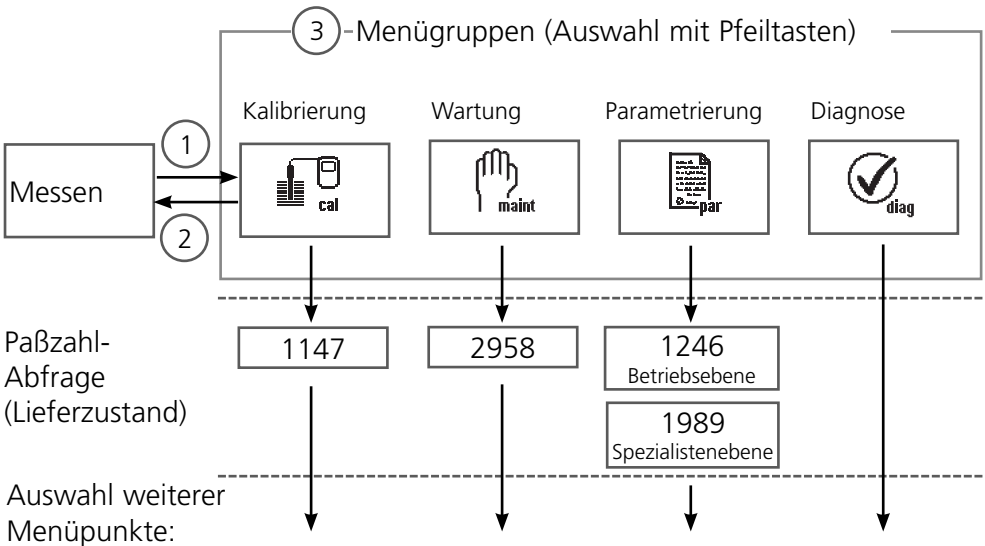 3 Menügruppen (Auswahl mit Pfeiltasten)
Kalibrierung Wartung Parametrierung Diagnose
1
Messen
cal maint par diag
2
Paßzahl-
Abfrage
(Lieferzustand)
1147 2958 1246
Betriebsebene
1989
Spezialistenebene
Auswahl weiterer
Menüpunkte: